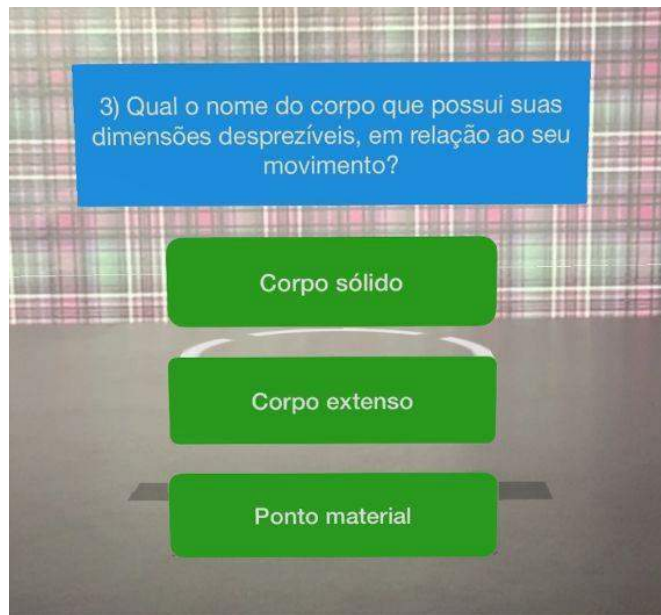 3) Qual o nome do corpo que possui suas
dimensões desprezíveis, em relação ao seu
movimento?
Corpo sólido
Corpo extenso
Ponto material